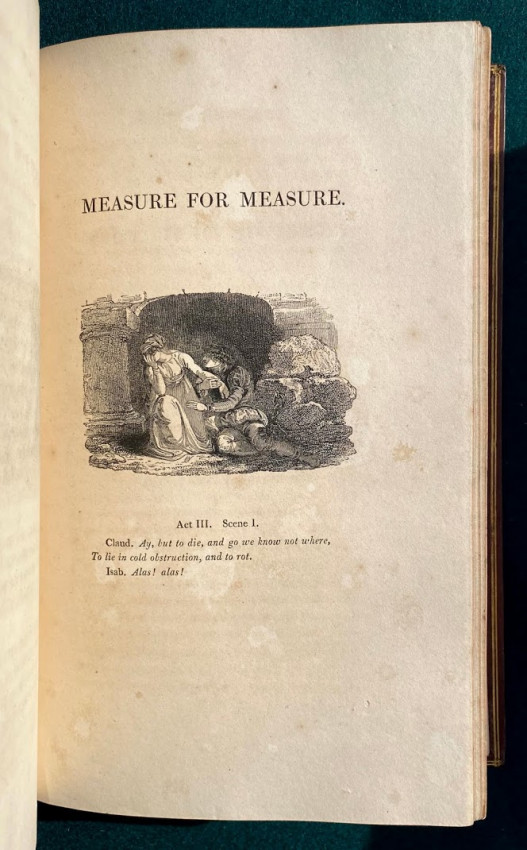 MEASURE FOR MEASURE.
Act III. Scene I.
Claud. Ay, but to die, and go we know not where,
To lie in cold obstruction, and to rot.
Isab. Alas! alas!